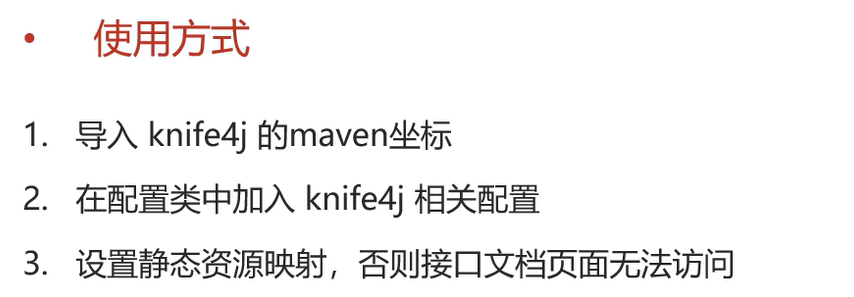 • 使用方式
1. 导入 knife4j 的maven坐标
2. 在配置类中加入 knife4j 相关配置
3. 设置静态资源映射，否则接口文档页面无法访问